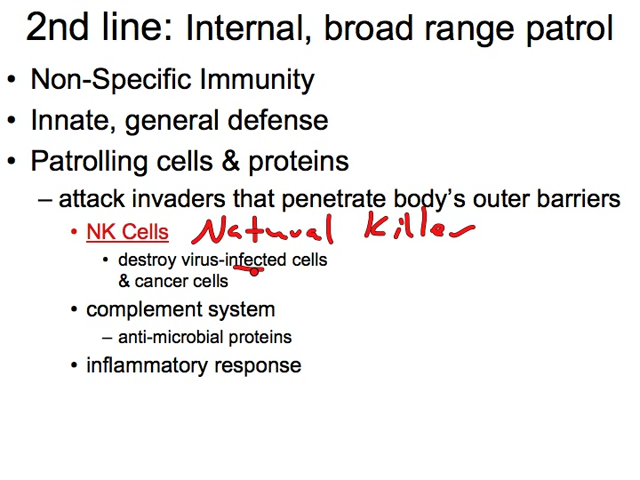 2nd line: Internal, broad range patrol
• Non-Specific Immunity
• Innate, general defense
• Patrolling cells & proteins
– attack invaders that penetrate body's outer barriers
• NK Cells Natural Killer
• destroy virus-infected cells
& cancer cells
• complement system
– anti-microbial proteins
• inflammatory response